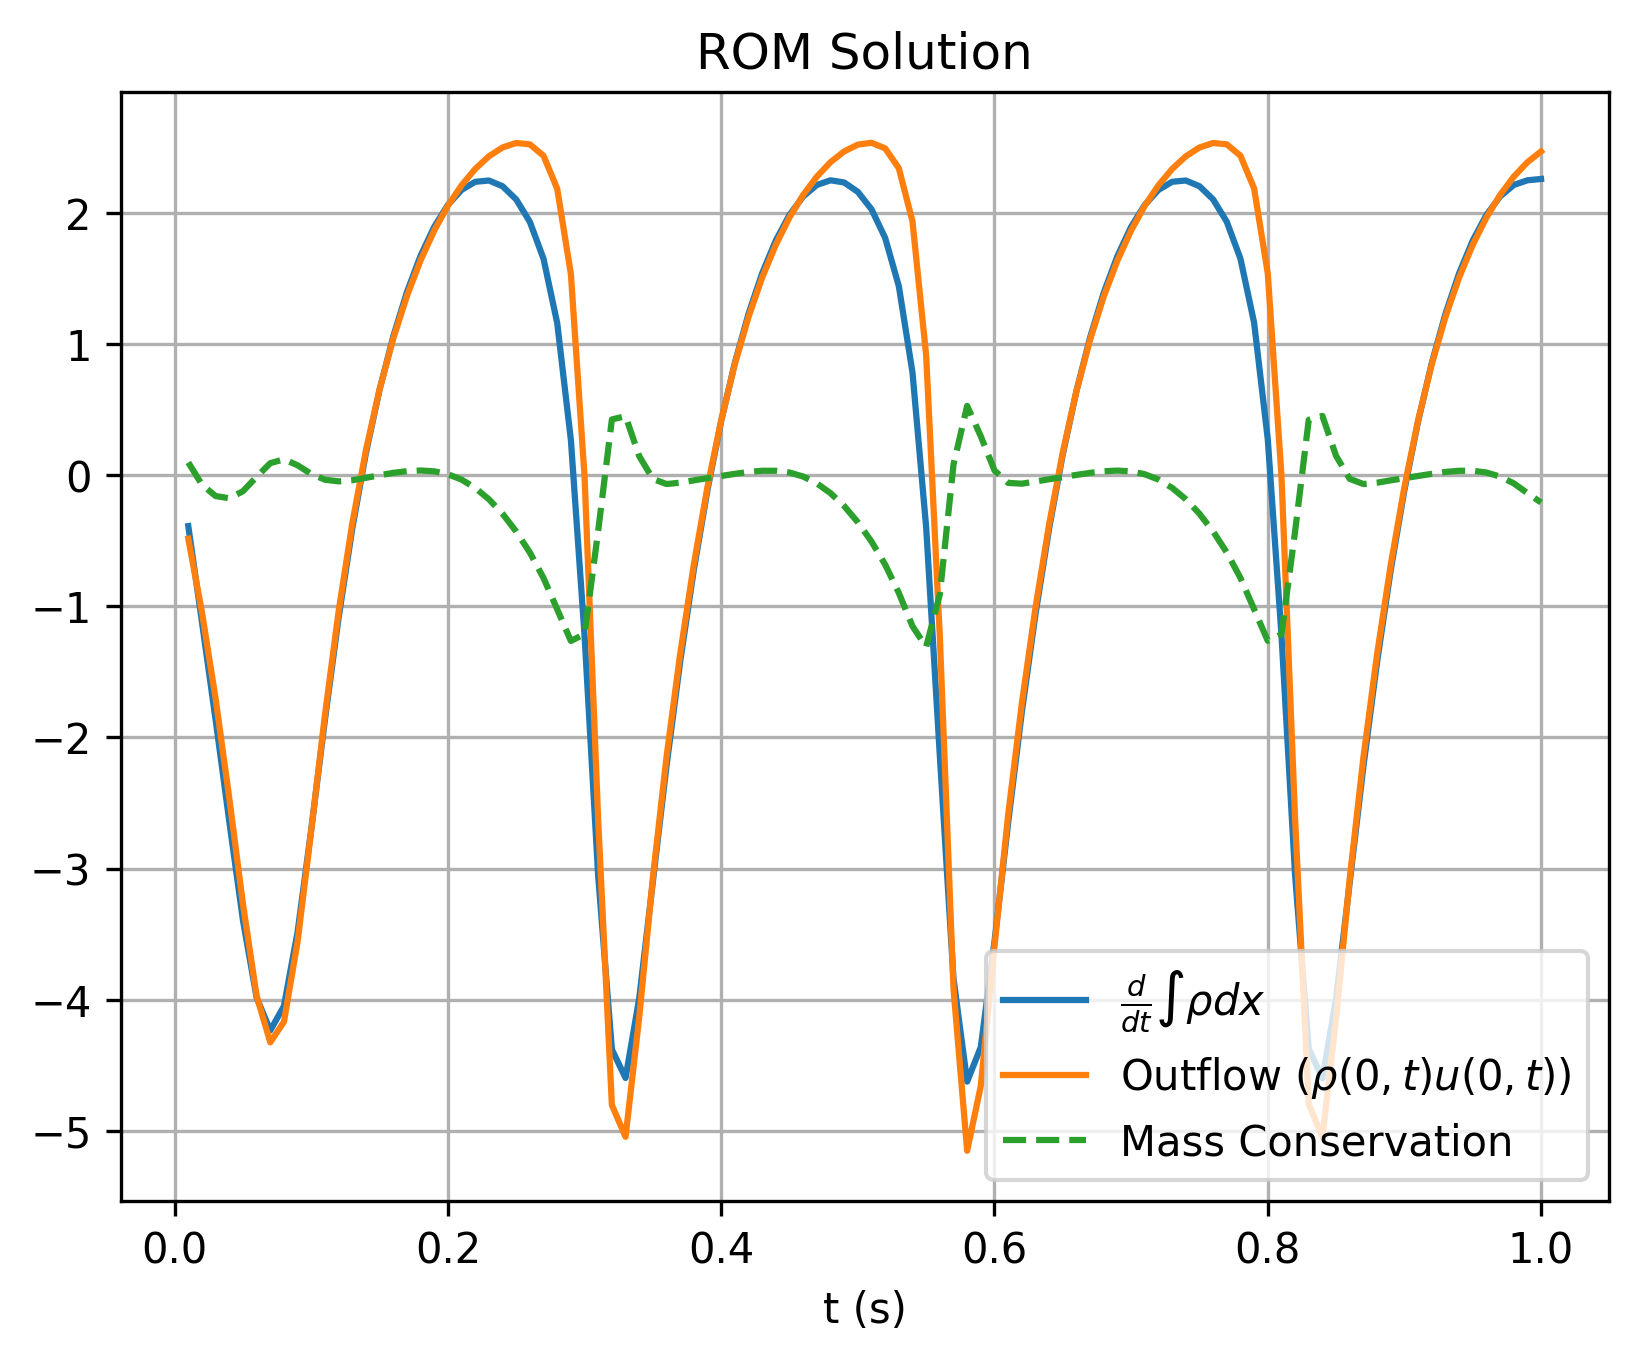 ROM Solution
2
1
0
−1
−2
−3
−4
−5
d/dt ∫ρdx
Outflow (ρ(0, t)u(0, t))
Mass Conservation
0.0 0.2 0.4 0.6 0.8 1.0
t (s)